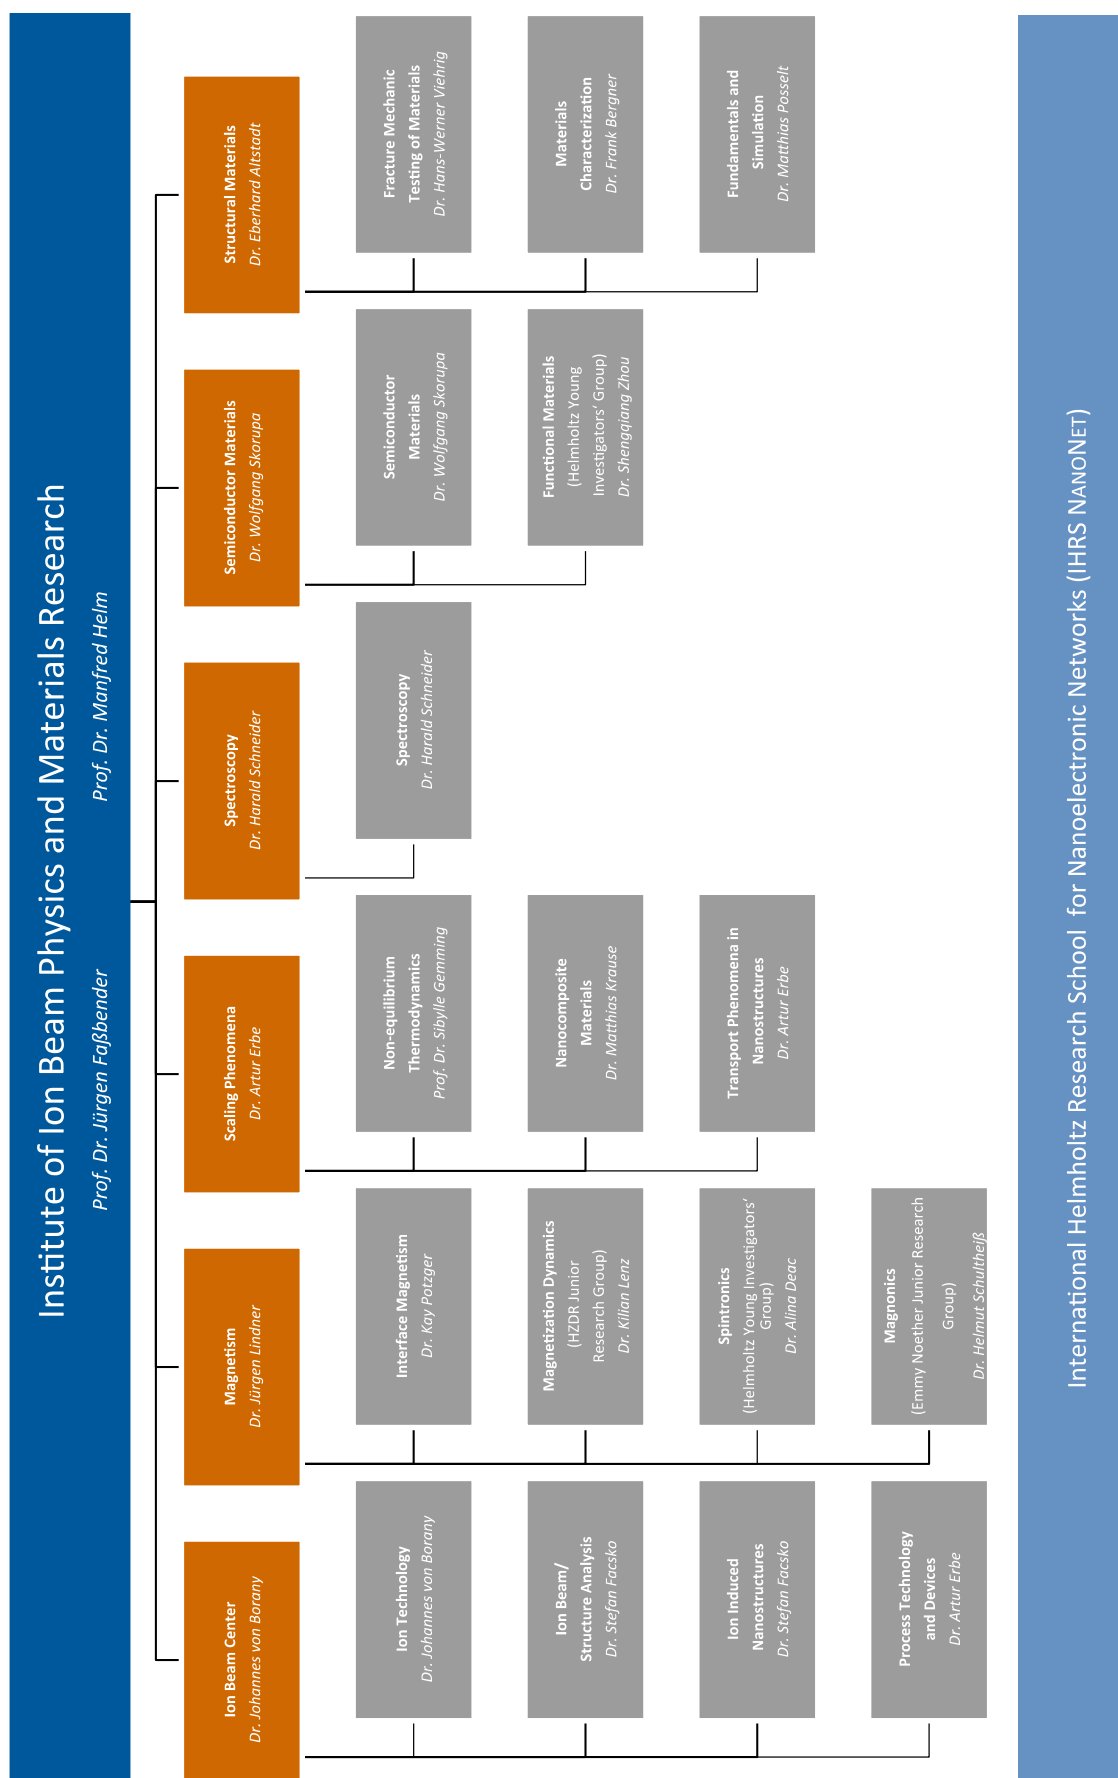 Institute of Ion Beam Physics and Materials Research
Prof. Dr. Jürgen Faßbender
Prof. Dr. Manfred Helm
Ion Beam Center
Dr. Johannes von Borany
Ion Technology
Dr. Johannes von Borany
Ion Beam/
Structure Analysis
Dr. Stefan Facsko
Ion Induced
Nanostructures
Dr. Stefan Facsko
Process Technology
and Devices
Dr. Artur Erbe
Magnetism
Dr. Jürgen Lindner
Interface Magnetism
Dr. Kay Potzger
Magnetization Dynamics
(HZDR Junior
Research Group)
Dr. Kilian Lenz
Spintronics
(Helmholtz Young Investigators‘
Group)
Dr. Alina Deac
Magnonics
(Emmy Noether Junior Research
Group)
Dr. Helmut Schultheiß
Scaling Phenomena
Dr. Artur Erbe
Non-equilibrium
Thermodynamics
Prof. Dr. Sibylle Gemming
Nanocomposite
Materials
Dr. Matthias Krause
Transport Phenomena in
Nanostructures
Dr. Artur Erbe
Spectroscopy
Dr. Harald Schneider
Spectroscopy
Dr. Harald Schneider
Semiconductor Materials
Dr. Wolfgang Skorupa
Semiconductor
Materials
Dr. Wolfgang Skorupa
Functional Materials
(Helmholtz Young
Investigators‘ Group)
Dr. Shengqiang Zhou
Structural Materials
Dr. Eberhard Altstadt
Fracture Mechanic
Testing of Materials
Dr. Hans-Werner Viehrig
Materials
Characterization
Dr. Frank Bergner
Fundamentals and
Simulation
Dr. Matthias Posselt
International Helmholtz Research School for Nanoelectronic Networks (IHRS NANONET)